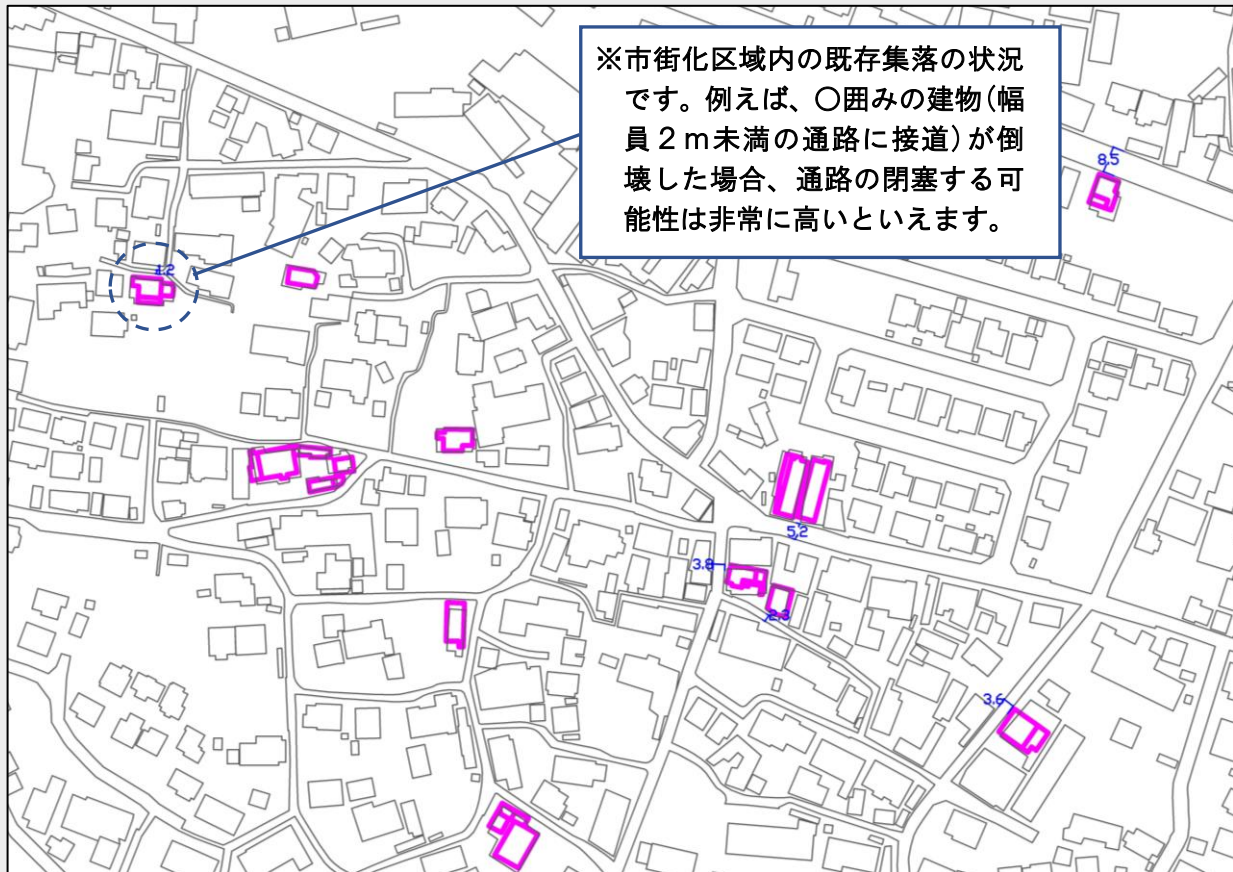 ※市街化区域内の既存集落の状況
です。例えば、〇囲みの建物(幅
員２ｍ未満の通路に接道)が倒
壊した場合、通路の閉塞する可
能性は非常に高いといえます。
8.5
1.2
5.2
3.8
2.3
3.6